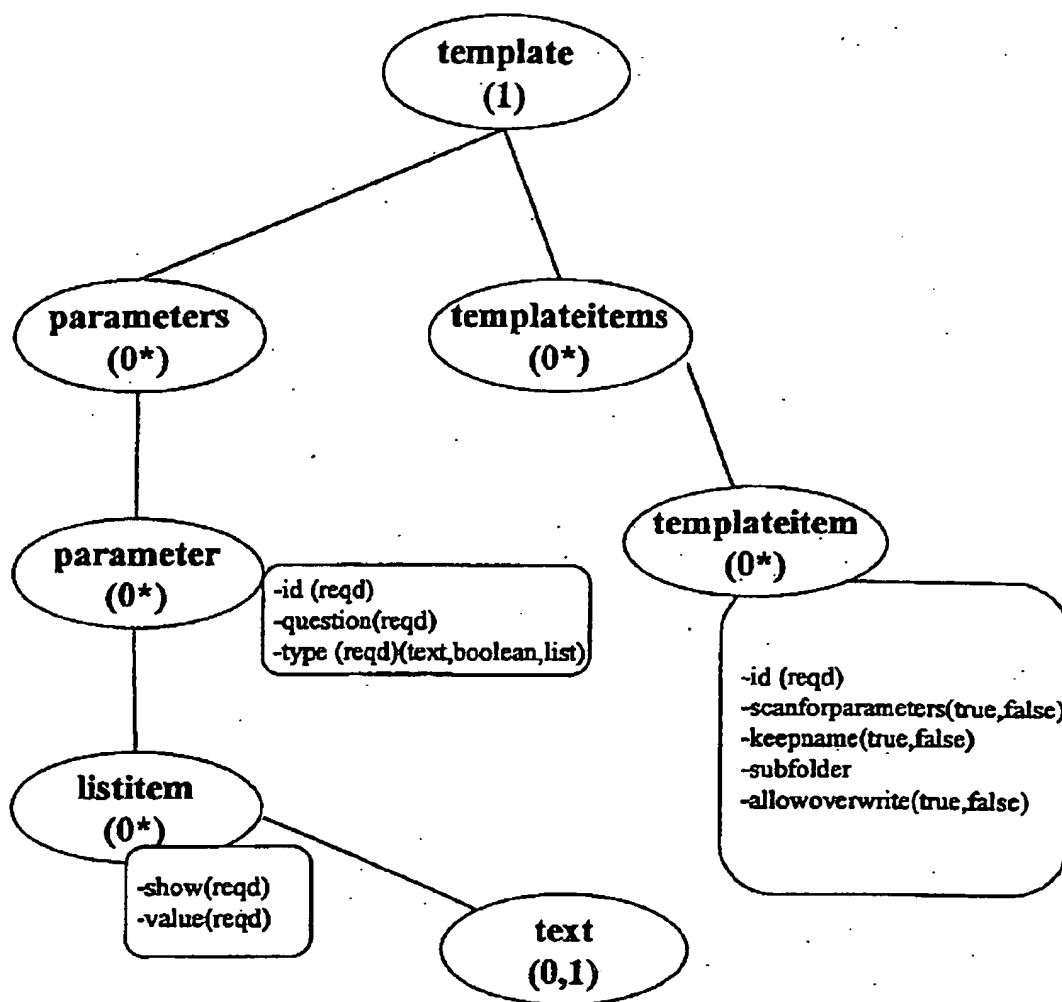 template
(1)
parameters
(0*)
templateitems
(0*)
parameter
(0*)
-id (reqd)
-question(reqd)
-type (reqd)(text,boolean,list)
templateitem
(0*)
-id (reqd)
-scanforparameters(true,false)
-keepname(true,false)
-subfolder
-allowoverwrite(true,false)
listitem
(0*)
-show(reqd)
-value(reqd)
text
(0,1)